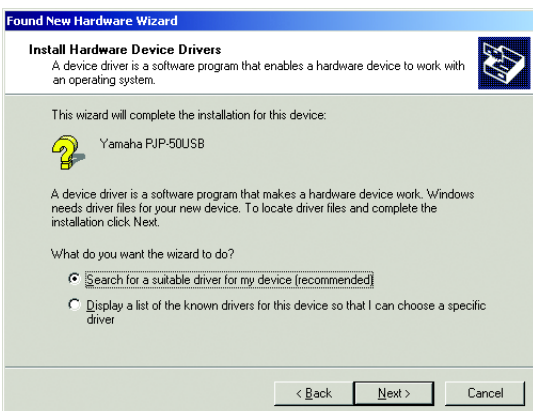 Found New Hardware Wizard
Install Hardware Device Drivers
A device driver is a software program that enables a hardware device to work with
an operating system.
This wizard will complete the installation for this device:
Yamaha PJP-50USB
A device driver is a software program that makes a hardware device work. Windows
needs driver files for your new device. To locate driver files and complete the
installation click Next.
What do you want the wizard to do?
Search for a suitable driver for my device (recommended)
Display a list of the known drivers for this device so that I can choose a specific
driver
< Back
Next >
Cancel